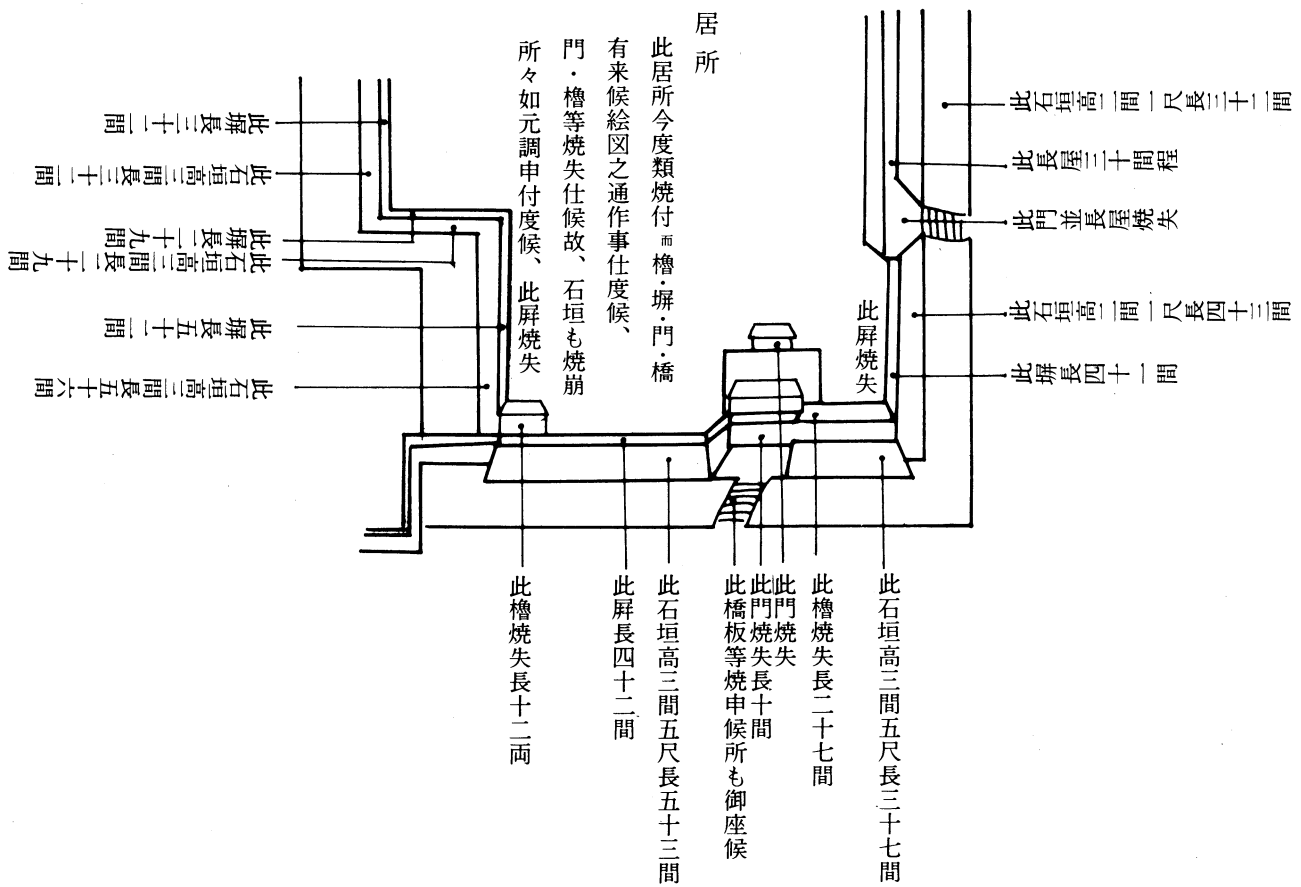 居所
此居所今度類焼付而櫓・塀・門・橋
有来候絵図之通作事仕度候、
門・櫓等焼失仕候故、石垣も焼崩
所々如元調申付度候、此屏焼失
此屏焼失
此石垣高二間一尺長三十二間
此長屋三十間程
此門並長屋焼失
此石垣高二間一尺長四十三間
此塀長四十一間
此石垣高三間五尺長三十七間
此櫓焼失長二十七間
此門焼失
此門焼失長十間
此橋板等焼申候所も御座候
此石垣高三間五尺長五十三間
此屏長四十二間
此櫓焼失長十二両
此塀長三十二間
此石垣高三間長三十二間
此塀長二十九間
此石垣高三間長二十九間
此塀長五十二間
此石垣高三間長五十六間